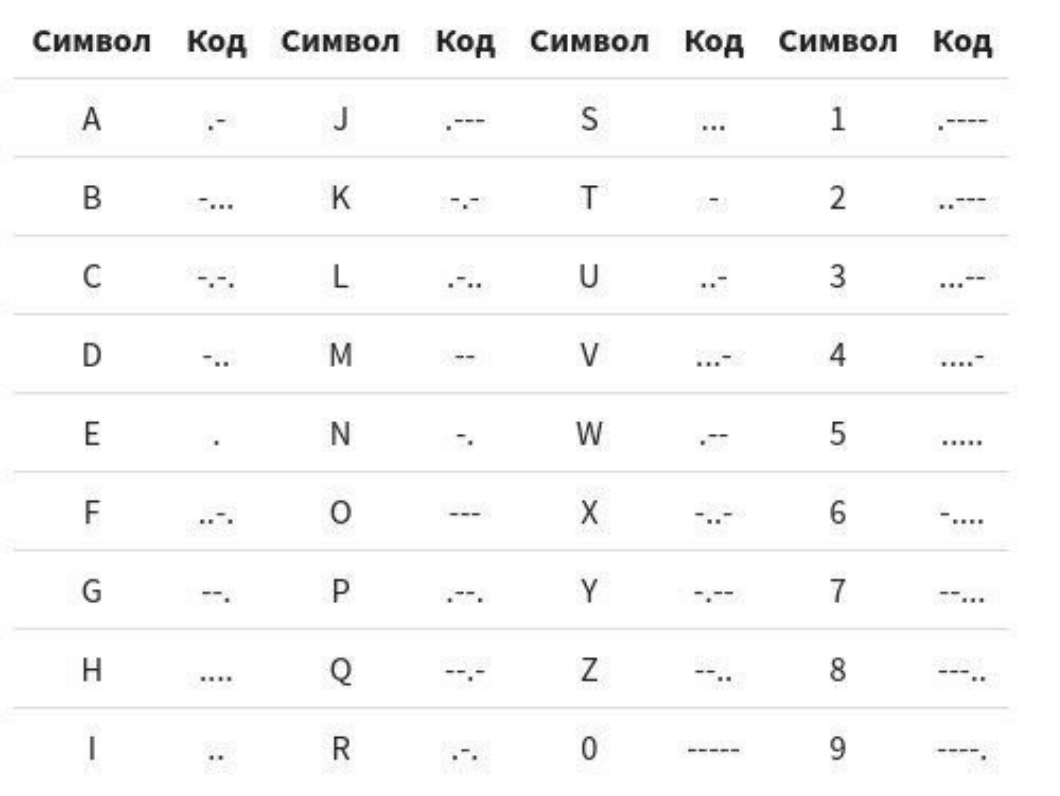 Символ Код Символ Код Символ Код Символ Код
A .- J .--- S ... 1 .----
B -... K -.- T - 2 ..---
C -.-. L .-.. U ..- 3 ...--
D -.. M -- V ...- 4 ....-
E . N -. W .-- 5 .....
F ..-. O --- X -..- 6 -....
G --. P .--. Y -.-- 7 --...
H .... Q --.- Z --.. 8 ---..
I .. R .-. 0 ----- 9 ----.